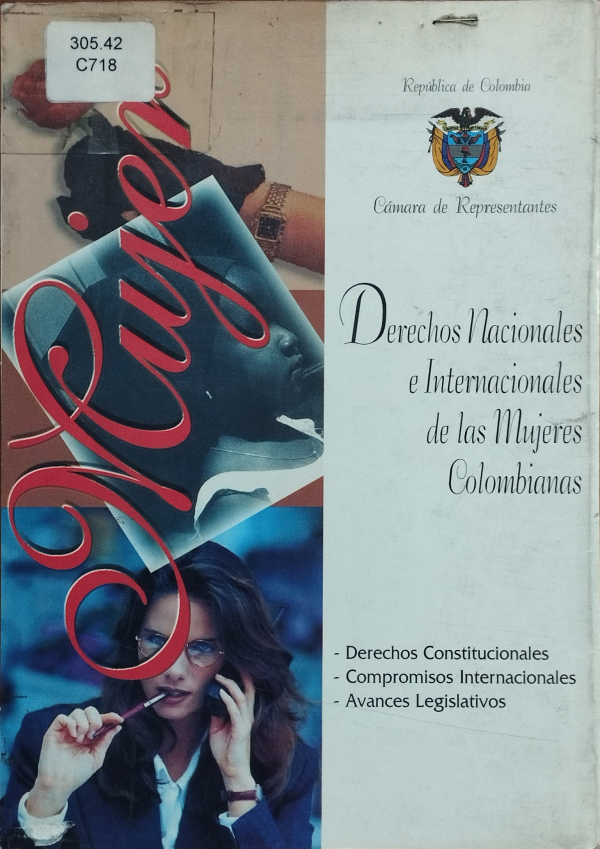 305.42
C718
Mujer
República de Colombia
Cámara de Representantes
Derechos Nacionales
e Internacionales
de las Mujeres
Colombianas
- Derechos Constitucionales
- Compromisos Internacionales
- Avances Legislativos